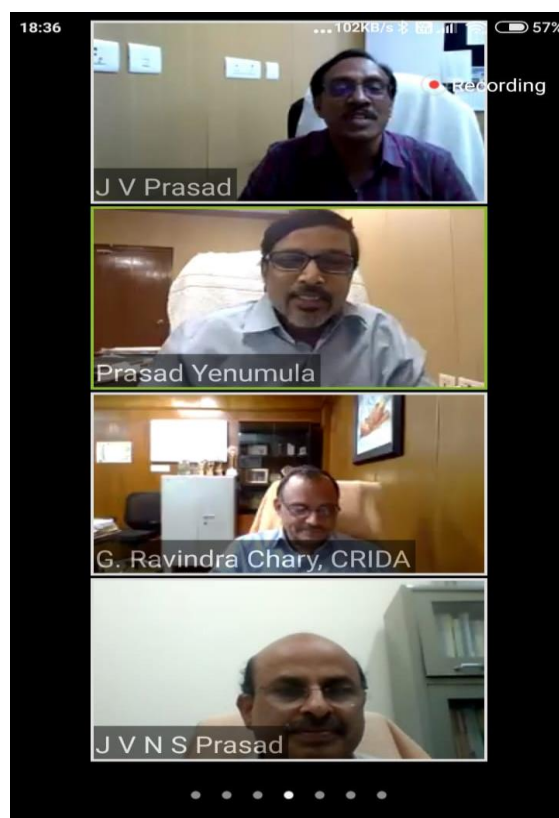 18:36 ...102KB/s 57%
Recording
J V Prasad
Prasad Yenumula
G. Ravindra Chary, CRIDA
J V N S Prasad